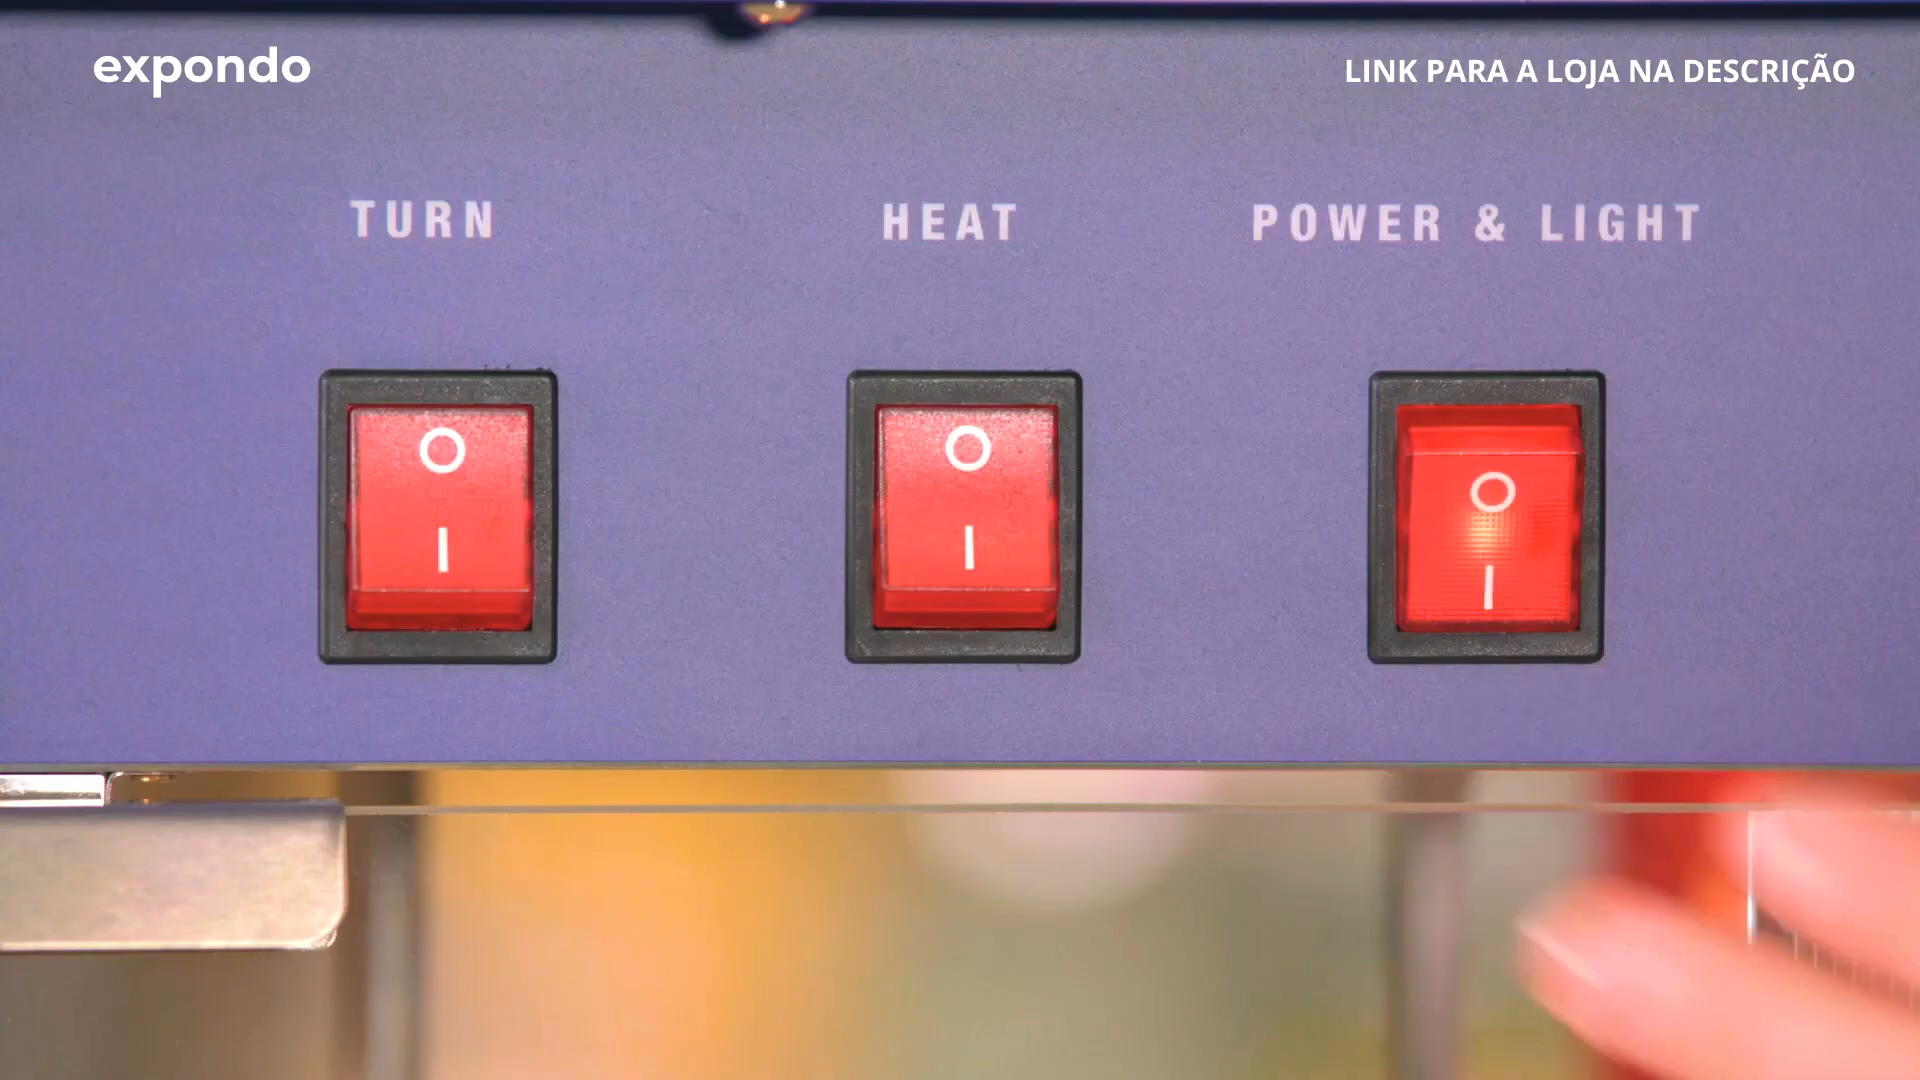 expondo
LINK PARA A LOJA NA DESCRIÇÃO
TURN
HEAT
POWER & LIGHT
O
I
O
I
O
I